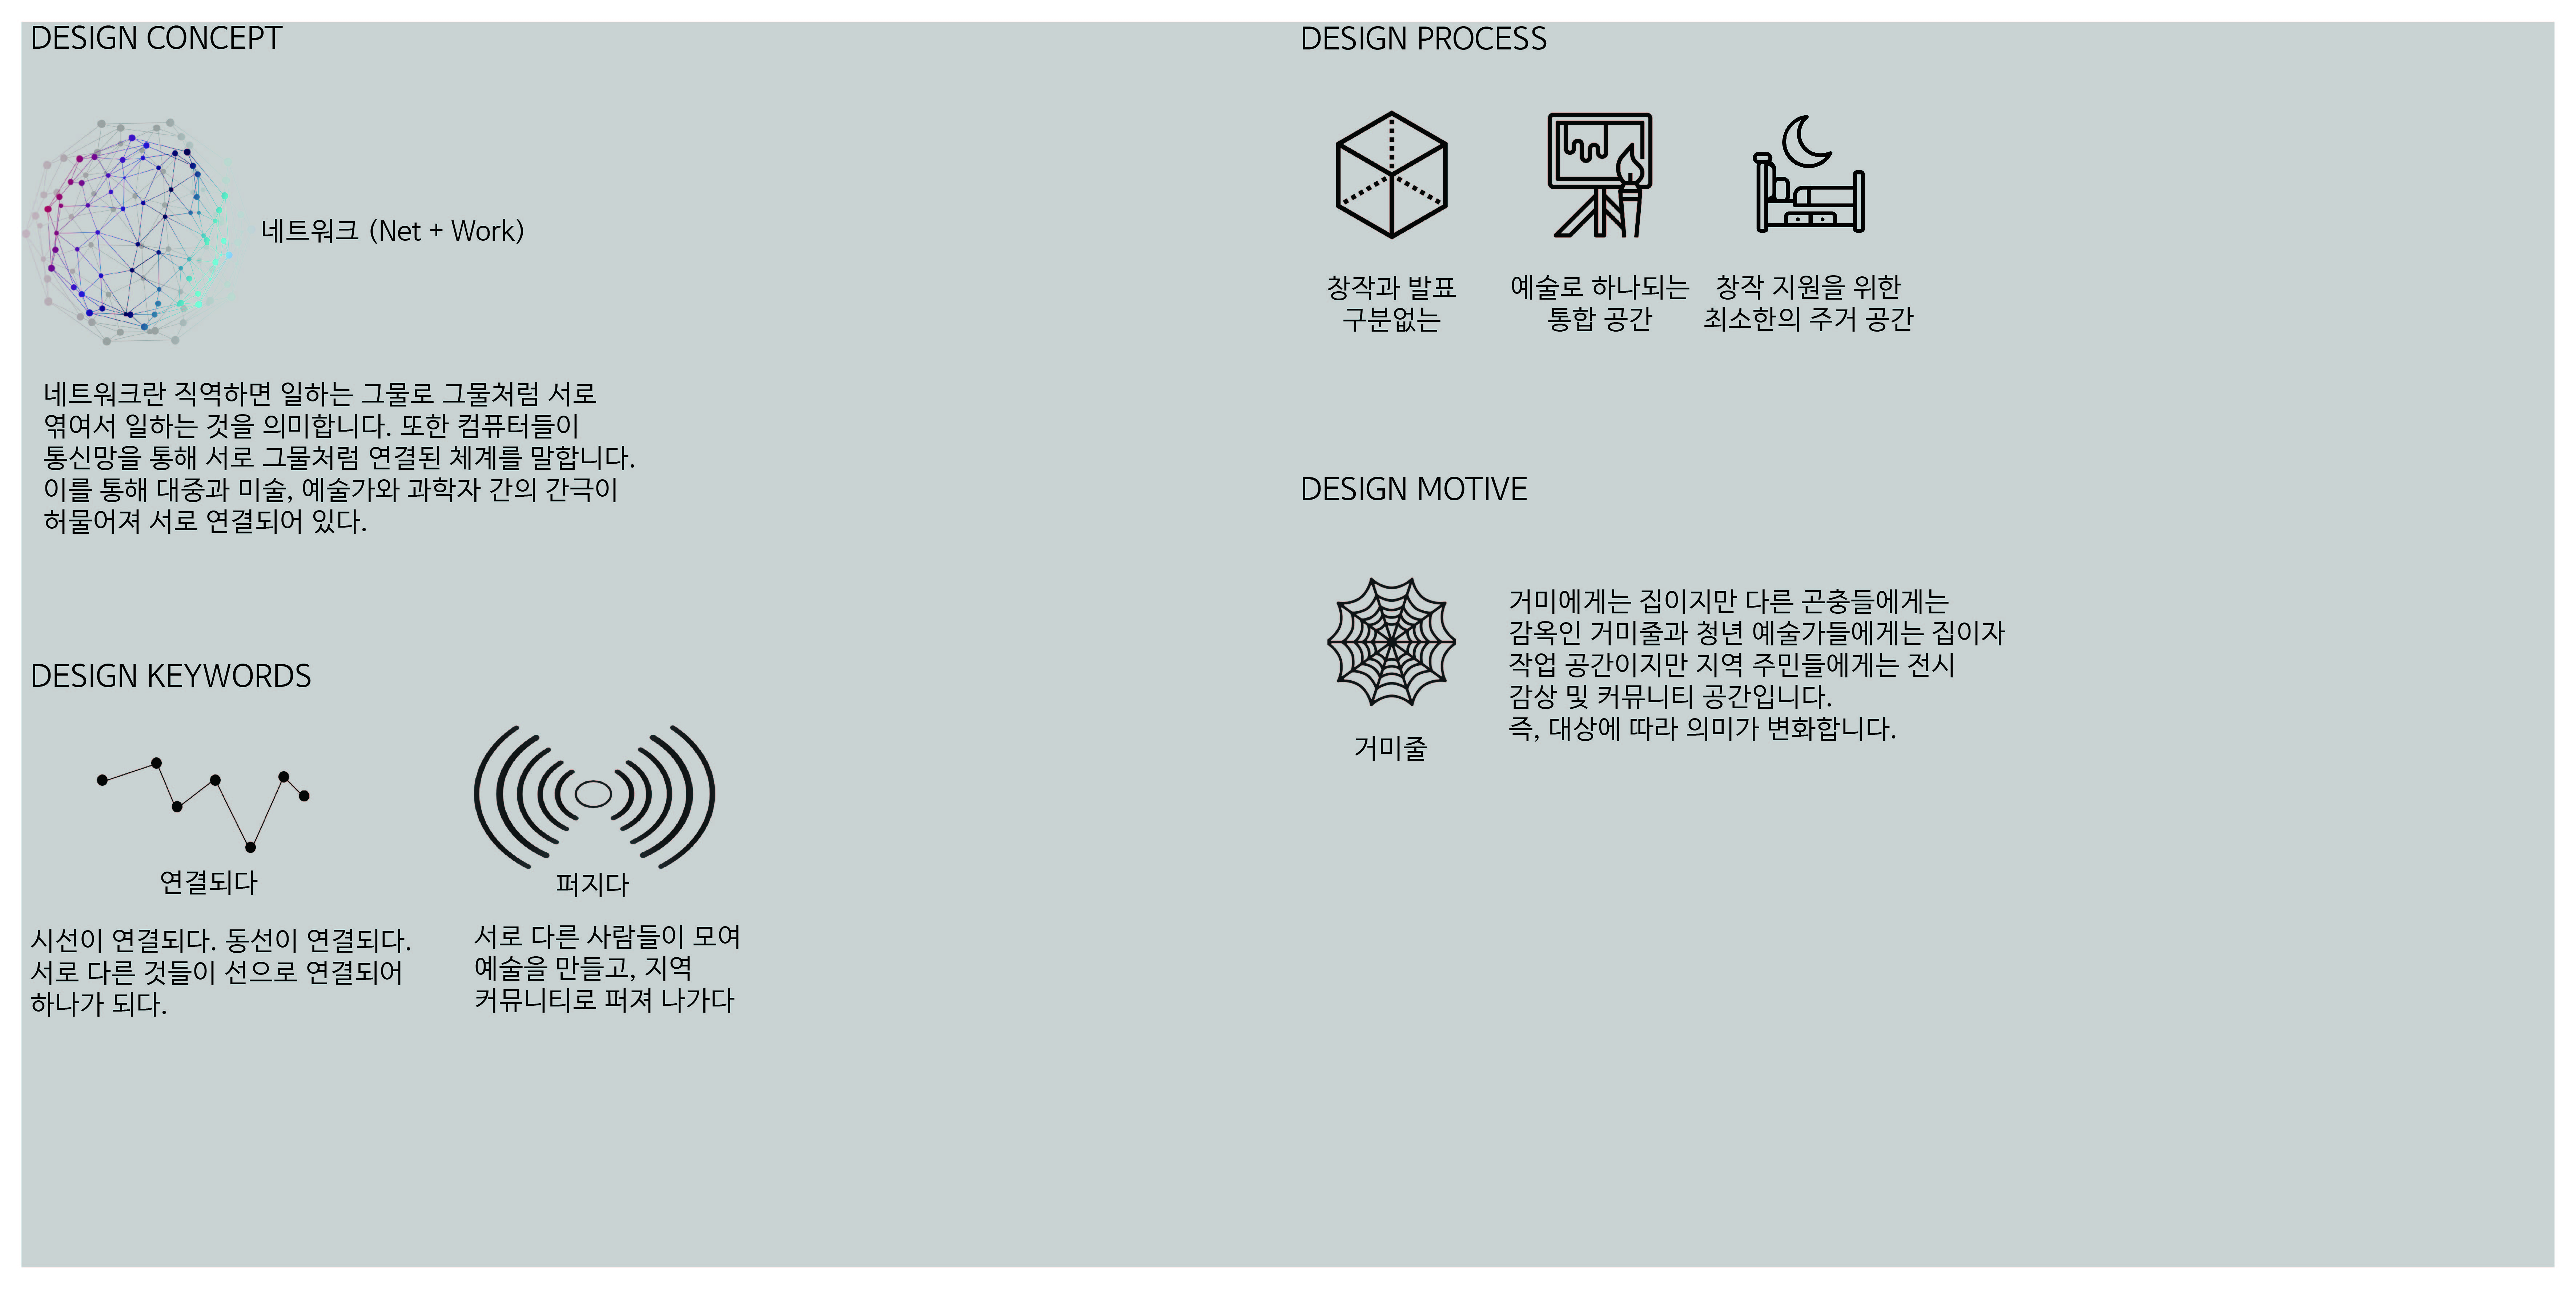 DESIGN CONCEPT
네트워크 (Net + Work)
네트워크란 직역하면 일하는 그물로 그물처럼 서로
엮여서 일하는 것을 의미합니다. 또한 컴퓨터들이
통신망을 통해 서로 그물처럼 연결된 체계를 말합니다.
이를 통해 대중과 미술, 예술가와 과학자 간의 간극이
허물어져 서로 연결되어 있다.
DESIGN KEYWORDS
연결되다
시선이 연결되다. 동선이 연결되다.
서로 다른 것들이 선으로 연결되어
하나가 되다.
퍼지다
서로 다른 사람들이 모여
예술을 만들고, 지역
커뮤니티로 퍼져 나가다
DESIGN PROCESS
창작과 발표
구분없는
예술로 하나되는
통합 공간
창작 지원을 위한
최소한의 주거 공간
DESIGN MOTIVE
거미줄
거미에게는 집이지만 다른 곤충들에게는
감옥인 거미줄과 청년 예술가들에게는 집이자
작업 공간이지만 지역 주민들에게는 전시
감상 및 커뮤니티 공간입니다.
즉, 대상에 따라 의미가 변화합니다.